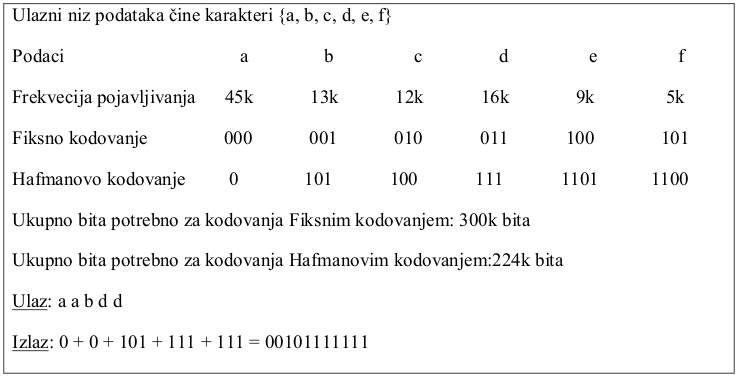 Ulazni niz podataka čine karakteri {a, b, c, d, e, f}
Podaci a b c d e f
Frekvecija pojavljivanja 45k 13k 12k 16k 9k 5k
Fiksno kodovanje 000 001 010 011 100 101
Hafmanovo kodovanje 0 101 100 111 1101 1100
Ukupno bita potrebno za kodovanja Fiksnim kodovanjem: 300k bita
Ukupno bita potrebno za kodovanja Hafmanovim kodovanjem:224k bita
Ulaz: a a b d d
Izlaz: 0 + 0 + 101 + 111 + 111 = 00101111111